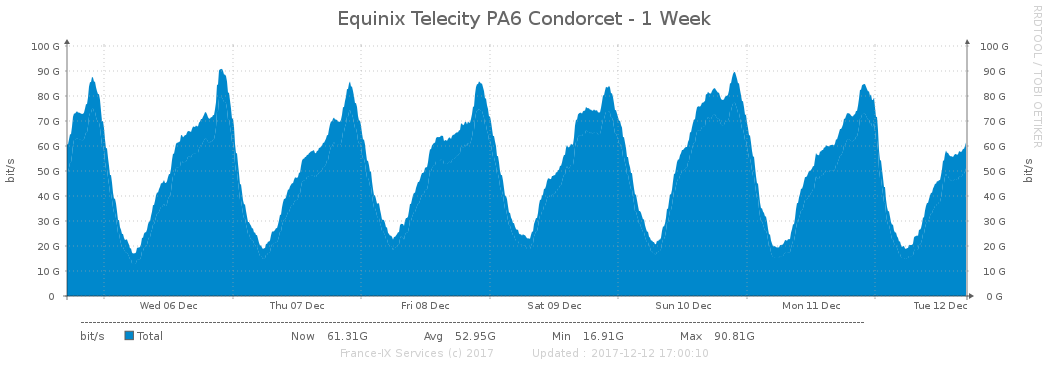 Equinix Telecity PA6 Condorcet - 1 Week
RRDTOOL / TOBI OETIKER
100 G 100 G
90 G 90 G
80 G 80 G
70 G 70 G
60 G 60 G
50 G 50 G
40 G 40 G
30 G 30 G
20 G 20 G
10 G 10 G
0 0 G
bit/s bit/s
Wed 06 Dec Thu 07 Dec Fri 08 Dec Sat 09 Dec Sun 10 Dec Mon 11 Dec Tue 12 Dec
bit/s Total Now 61.31G Avg 52.95G Min 16.91G Max 90.81G
France-IX Services (c) 2017 Updated : 2017-12-12 17:00:10